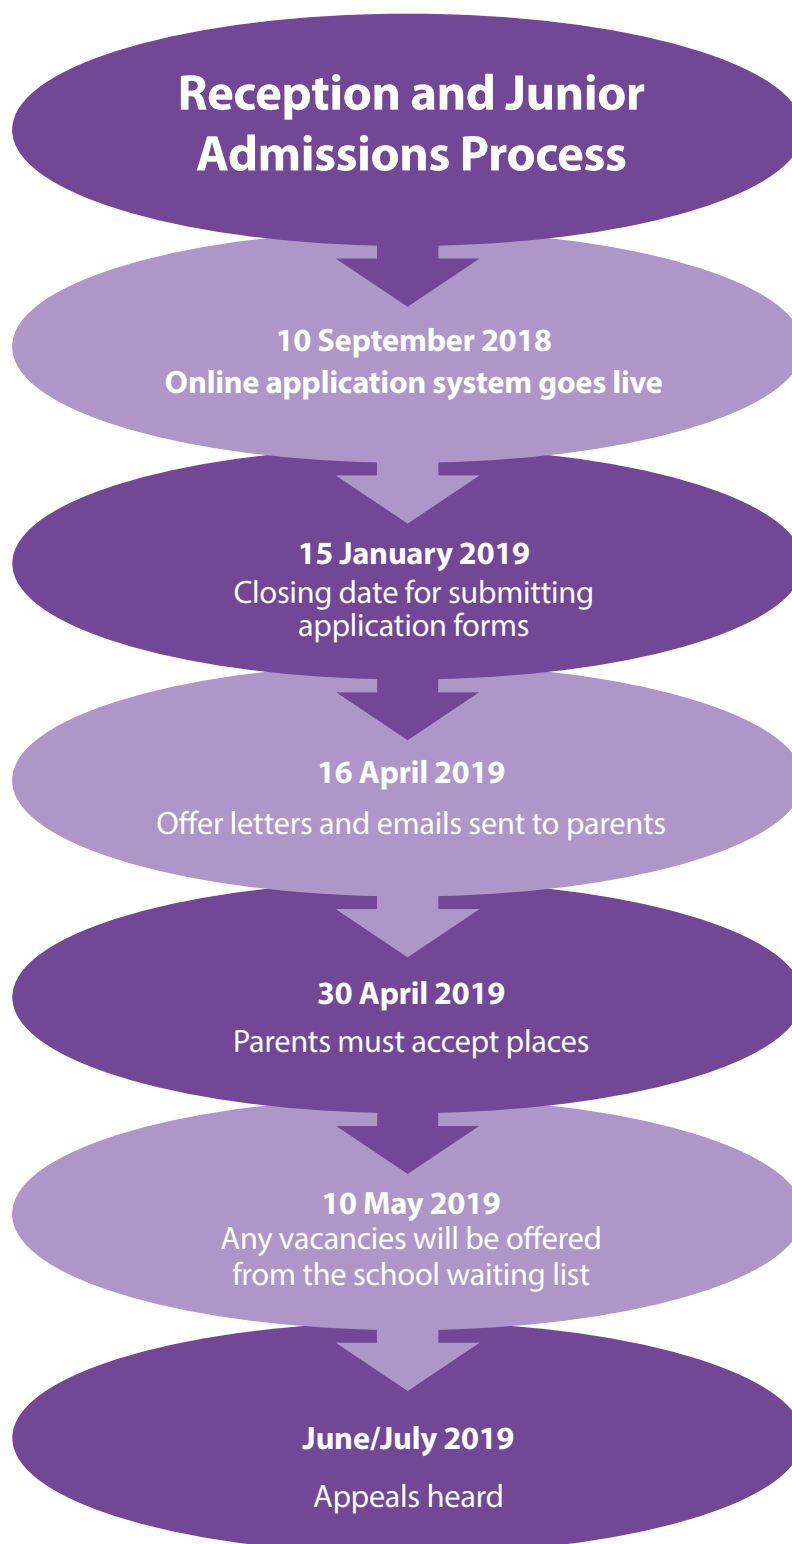 Reception and Junior
Admissions Process
10 September 2018
Online application system goes live
15 January 2019
Closing date for submitting
application forms
16 April 2019
Offer letters and emails sent to parents
30 April 2019
Parents must accept places
10 May 2019
Any vacancies will be offered
from the school waiting list
June/July 2019
Appeals heard